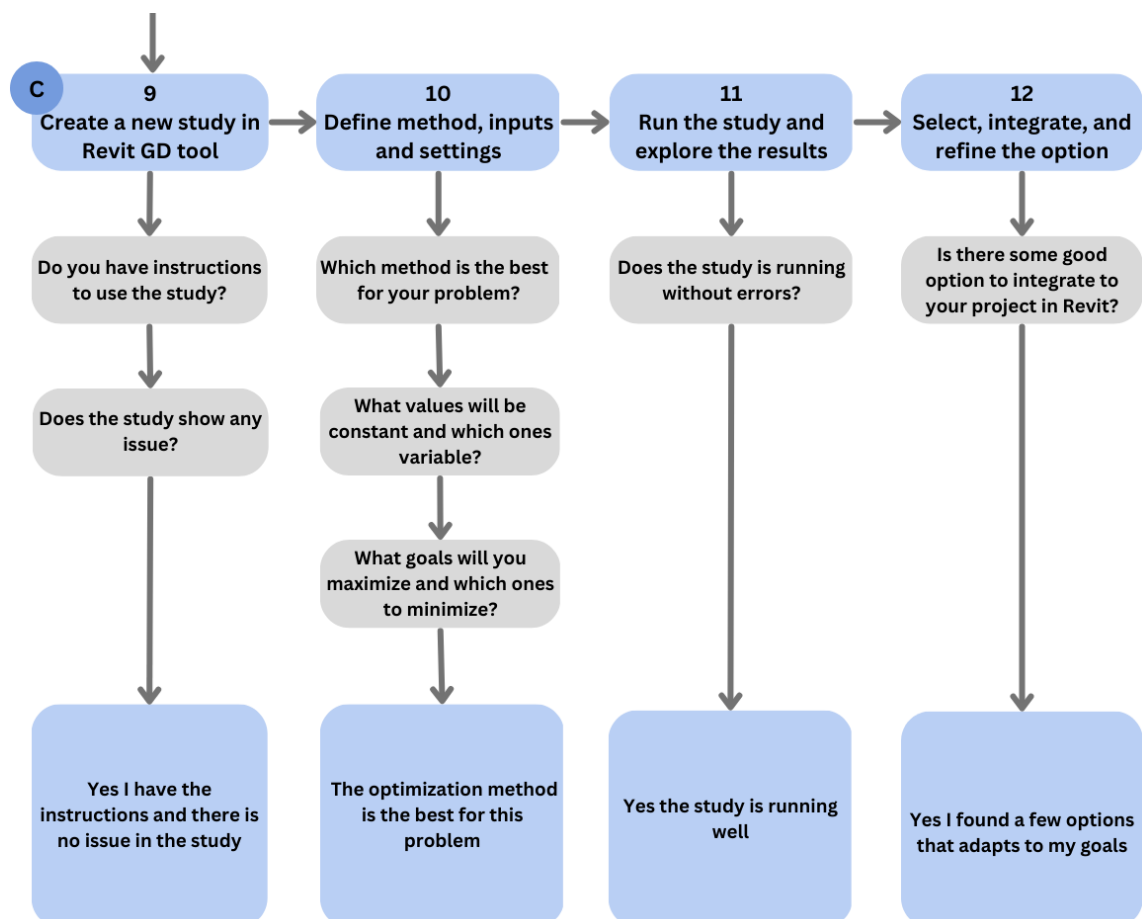 C
9
Create a new study in
Revit GD tool
10
Define method, inputs
and settings
11
Run the study and
explore the results
12
Select, integrate, and
refine the option
Do you have instructions
to use the study?
Which method is the best
for your problem?
Does the study is running
without errors?
Is there some good
option to integrate to
your project in Revit?
Does the study show any
issue?
What values will be
constant and which ones
variable?
What goals will you
maximize and which ones
to minimize?
Yes I have the
instructions and there is
no issue in the study
The optimization method
is the best for this
problem
Yes the study is running
well
Yes I found a few options
that adapts to my goals